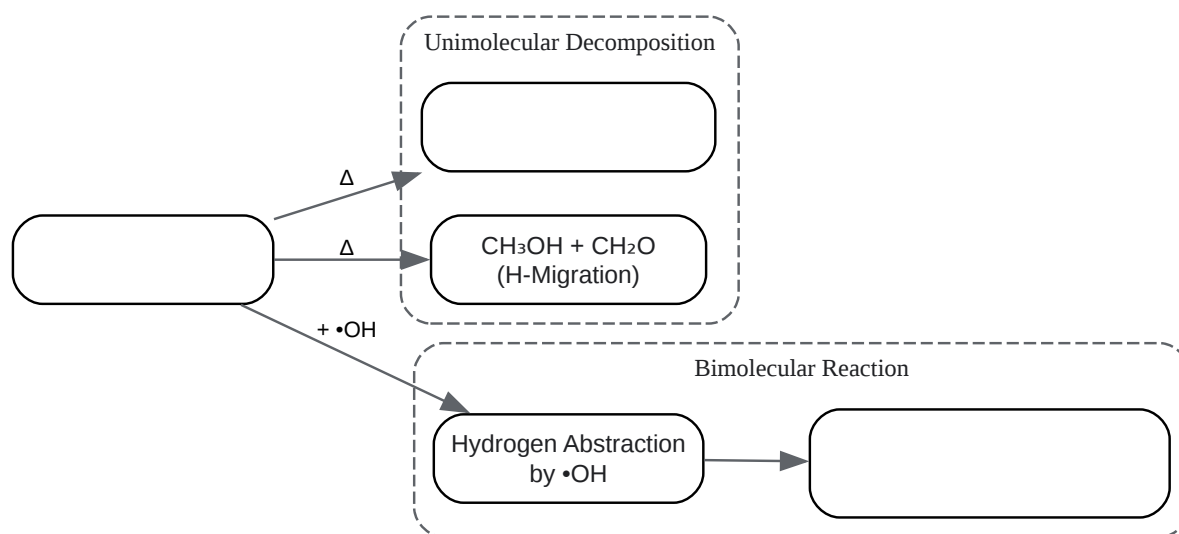 Unimolecular Decomposition
Δ
Δ
CH₃OH + CH₂O
(H-Migration)
+ •OH
Bimolecular Reaction
Hydrogen Abstraction
by •OH